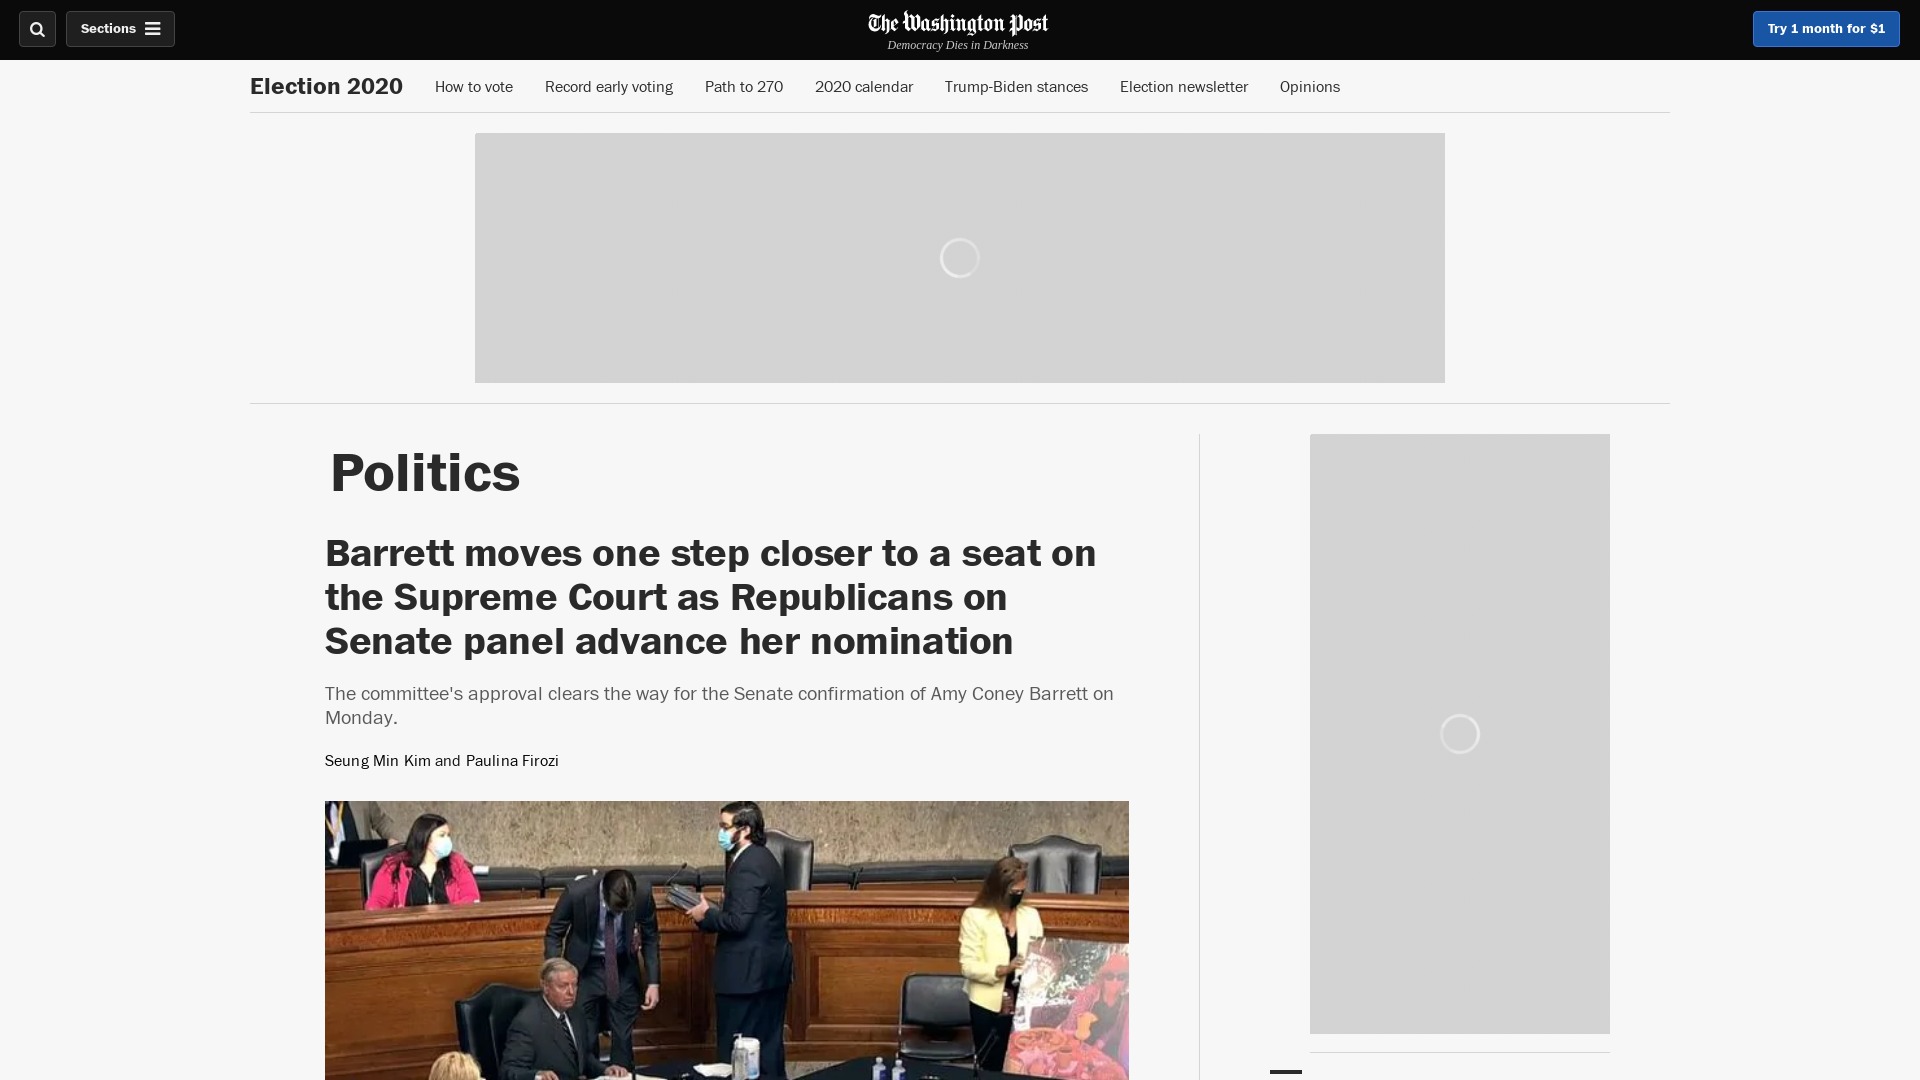 Sections
The Washington Post
Democracy Dies in Darkness
Try 1 month for $1
Election 2020 How to vote Record early voting Path to 270 2020 calendar Trump-Biden stances Election newsletter Opinions
Politics
Barrett moves one step closer to a seat on
the Supreme Court as Republicans on
Senate panel advance her nomination
The committee's approval clears the way for the Senate confirmation of Amy Coney Barrett on
Monday.
Seung Min Kim and Paulina Firozi